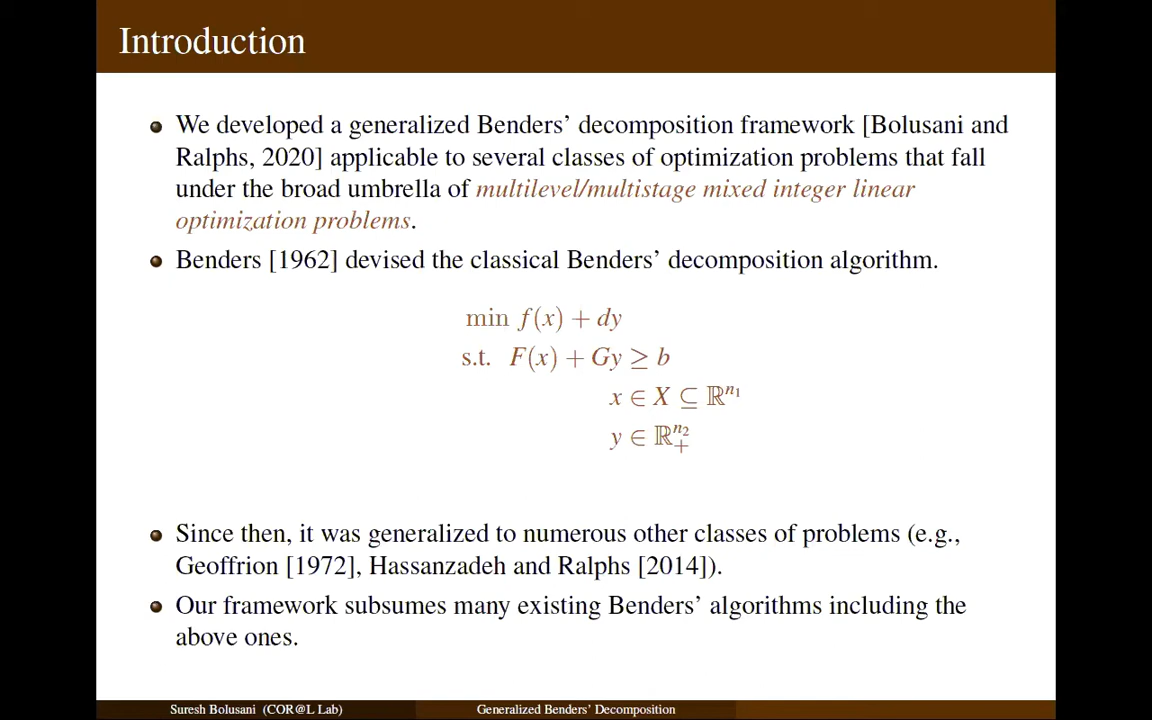 Introduction
We developed a generalized Benders' decomposition framework [Bolusani and
Ralphs, 2020] applicable to several classes of optimization problems that fall
under the broad umbrella of multilevel/multistage mixed integer linear
optimization problems.
Benders [1962] devised the classical Benders' decomposition algorithm.
min f(x) + dy
s.t. F(x) + Gy ≥ b
x ∈ X ⊆ ℝ^{n_1}
y ∈ ℝ_+^{n_2}
Since then, it was generalized to numerous other classes of problems (e.g.,
Geoffrion [1972], Hassanzadeh and Ralphs [2014]).
Our framework subsumes many existing Benders' algorithms including the
above ones.
Suresh Bolusani (COR@L Lab) Generalized Benders' Decomposition